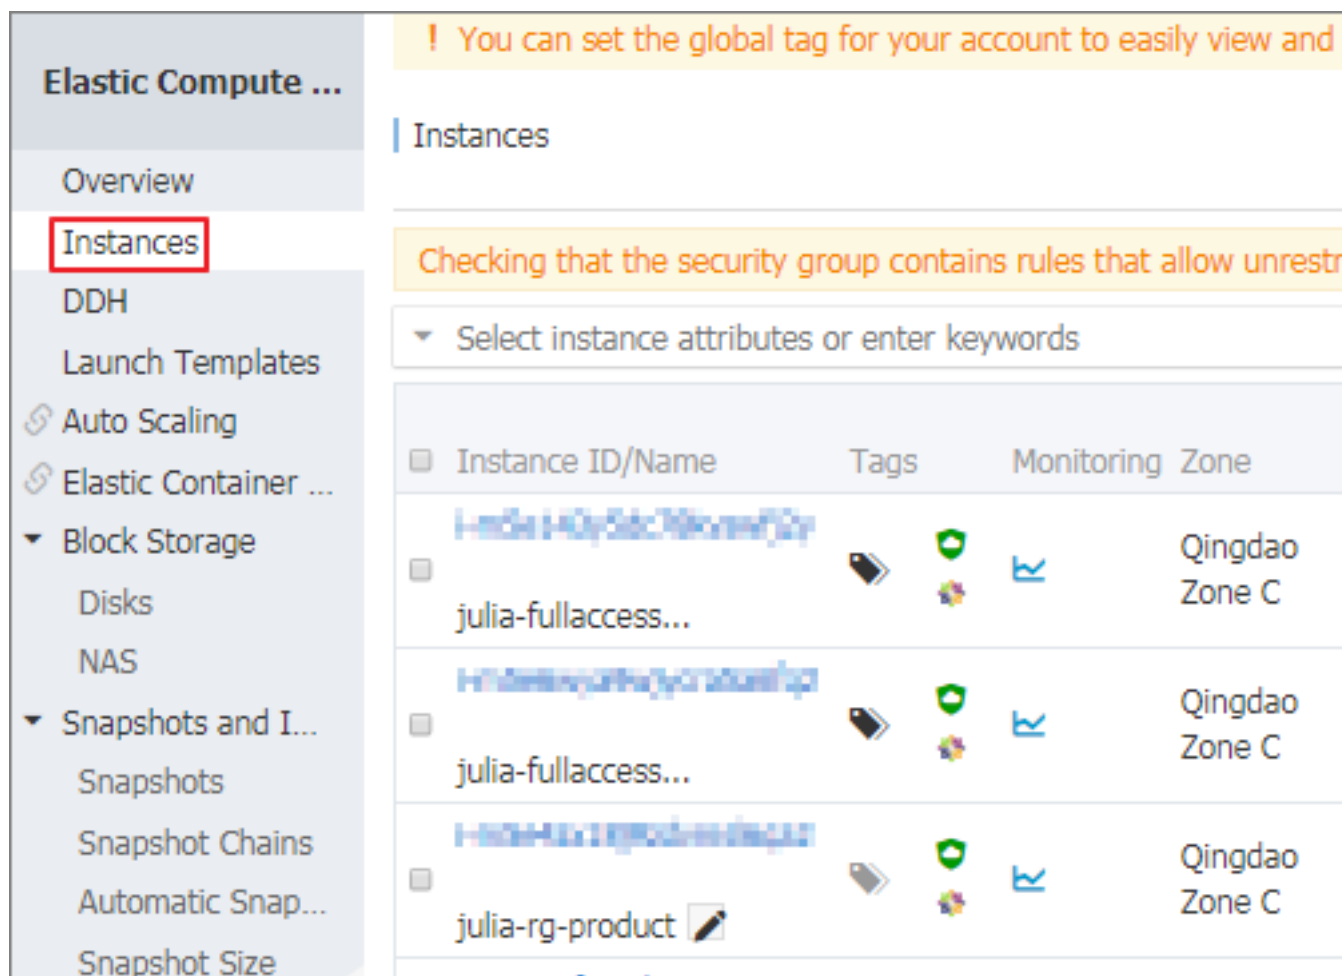 Elastic Compute ...
Overview
Instances
DDH
Launch Templates
Auto Scaling
Elastic Container ...
Block Storage
Disks
NAS
Snapshots and I...
Snapshots
Snapshot Chains
Automatic Snap...
Snapshot Size
! You can set the global tag for your account to easily view and
Instances
Checking that the security group contains rules that allow unrestr
Select instance attributes or enter keywords
Instance ID/Name Tags Monitoring Zone
julia-fullaccess... Qingdao
Zone C
julia-fullaccess... Qingdao
Zone C
julia-rg-product Qingdao
Zone C